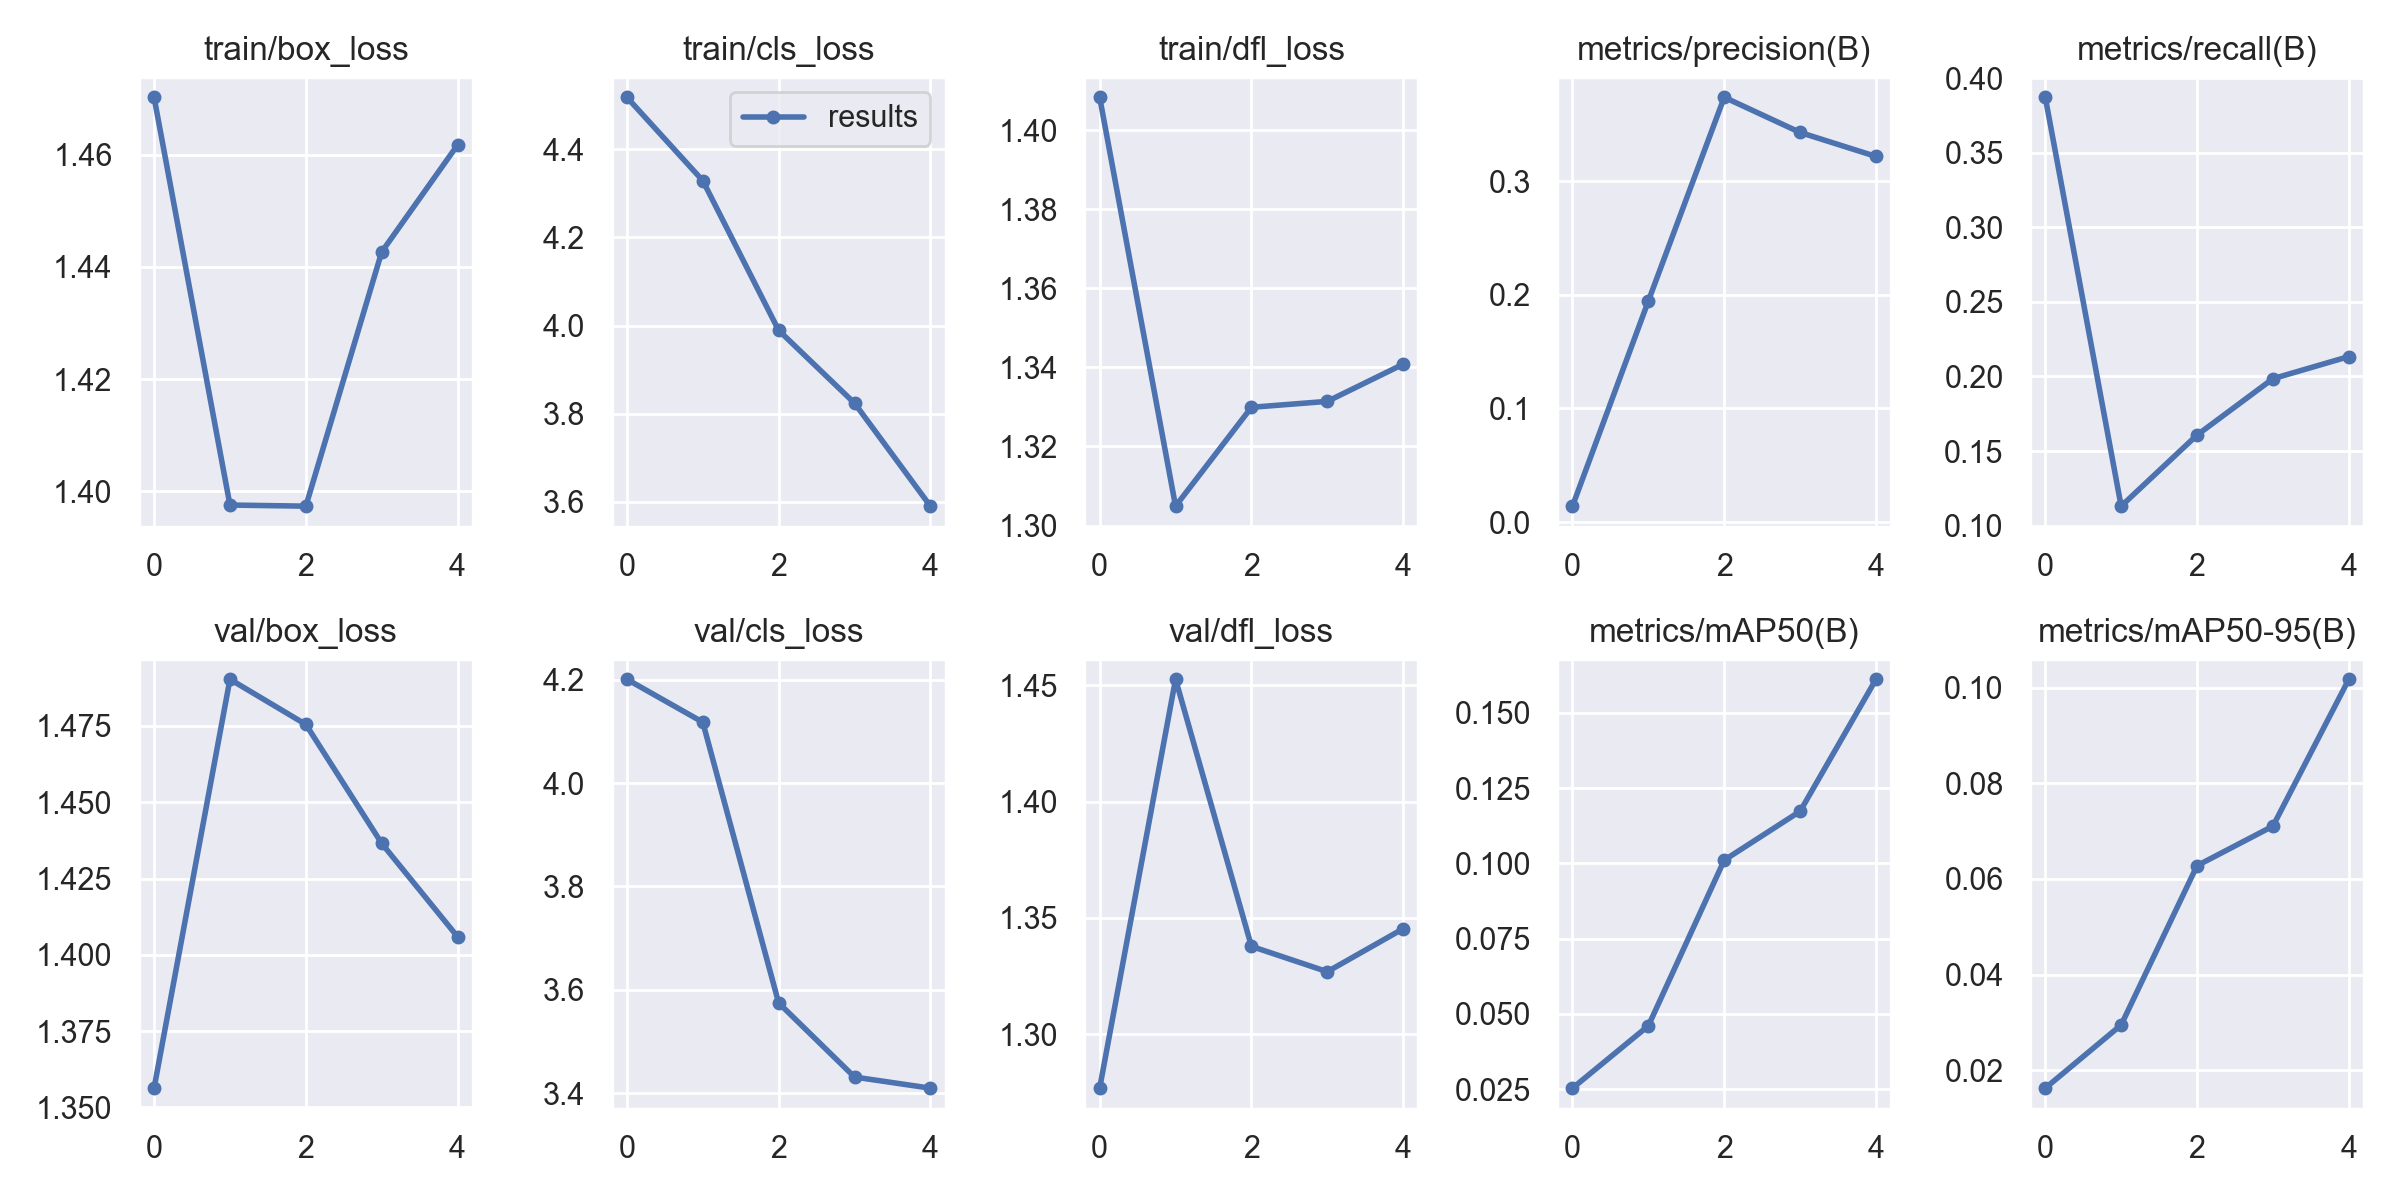 train/box_loss
1.46
1.44
1.42
1.40
0 2 4
train/cls_loss
results
4.4
4.2
4.0
3.8
3.6
0 2 4
train/dfl_loss
1.40
1.38
1.36
1.34
1.32
1.30
0 2 4
metrics/precision(B)
0.3
0.2
0.1
0.0
0 2 4
metrics/recall(B)
0.40
0.35
0.30
0.25
0.20
0.15
0.10
0 2 4
val/box_loss
1.475
1.450
1.425
1.400
1.375
1.350
0 2 4
val/cls_loss
4.2
4.0
3.8
3.6
3.4
0 2 4
val/dfl_loss
1.45
1.40
1.35
1.30
0 2 4
metrics/mAP50(B)
0.150
0.125
0.100
0.075
0.050
0.025
0 2 4
metrics/mAP50-95(B)
0.10
0.08
0.06
0.04
0.02
0 2 4